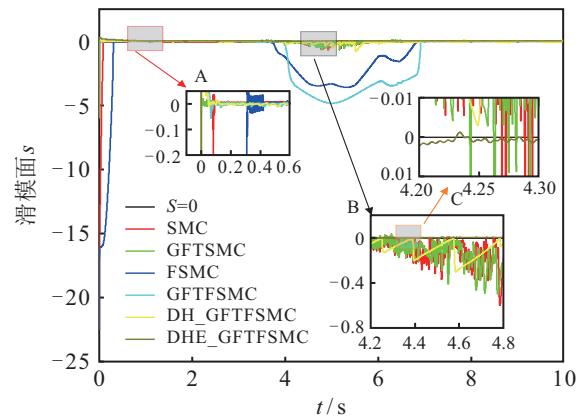 0
−5
−10
−15
−20
−25
滑模面s
0 2 4 6 8 10
t/s
A
0
−0.1
−0.2
0 0.2 0.4 0.6
−0.01
0
0.01
4.20 4.25 4.30
B
C
0
−0.4
−0.8
4.2 4.4 4.6 4.8
S=0
SMC
GFTSMC
FSMC
GFTFSMC
DH_GFTFSMC
DHE_GFTFSMC